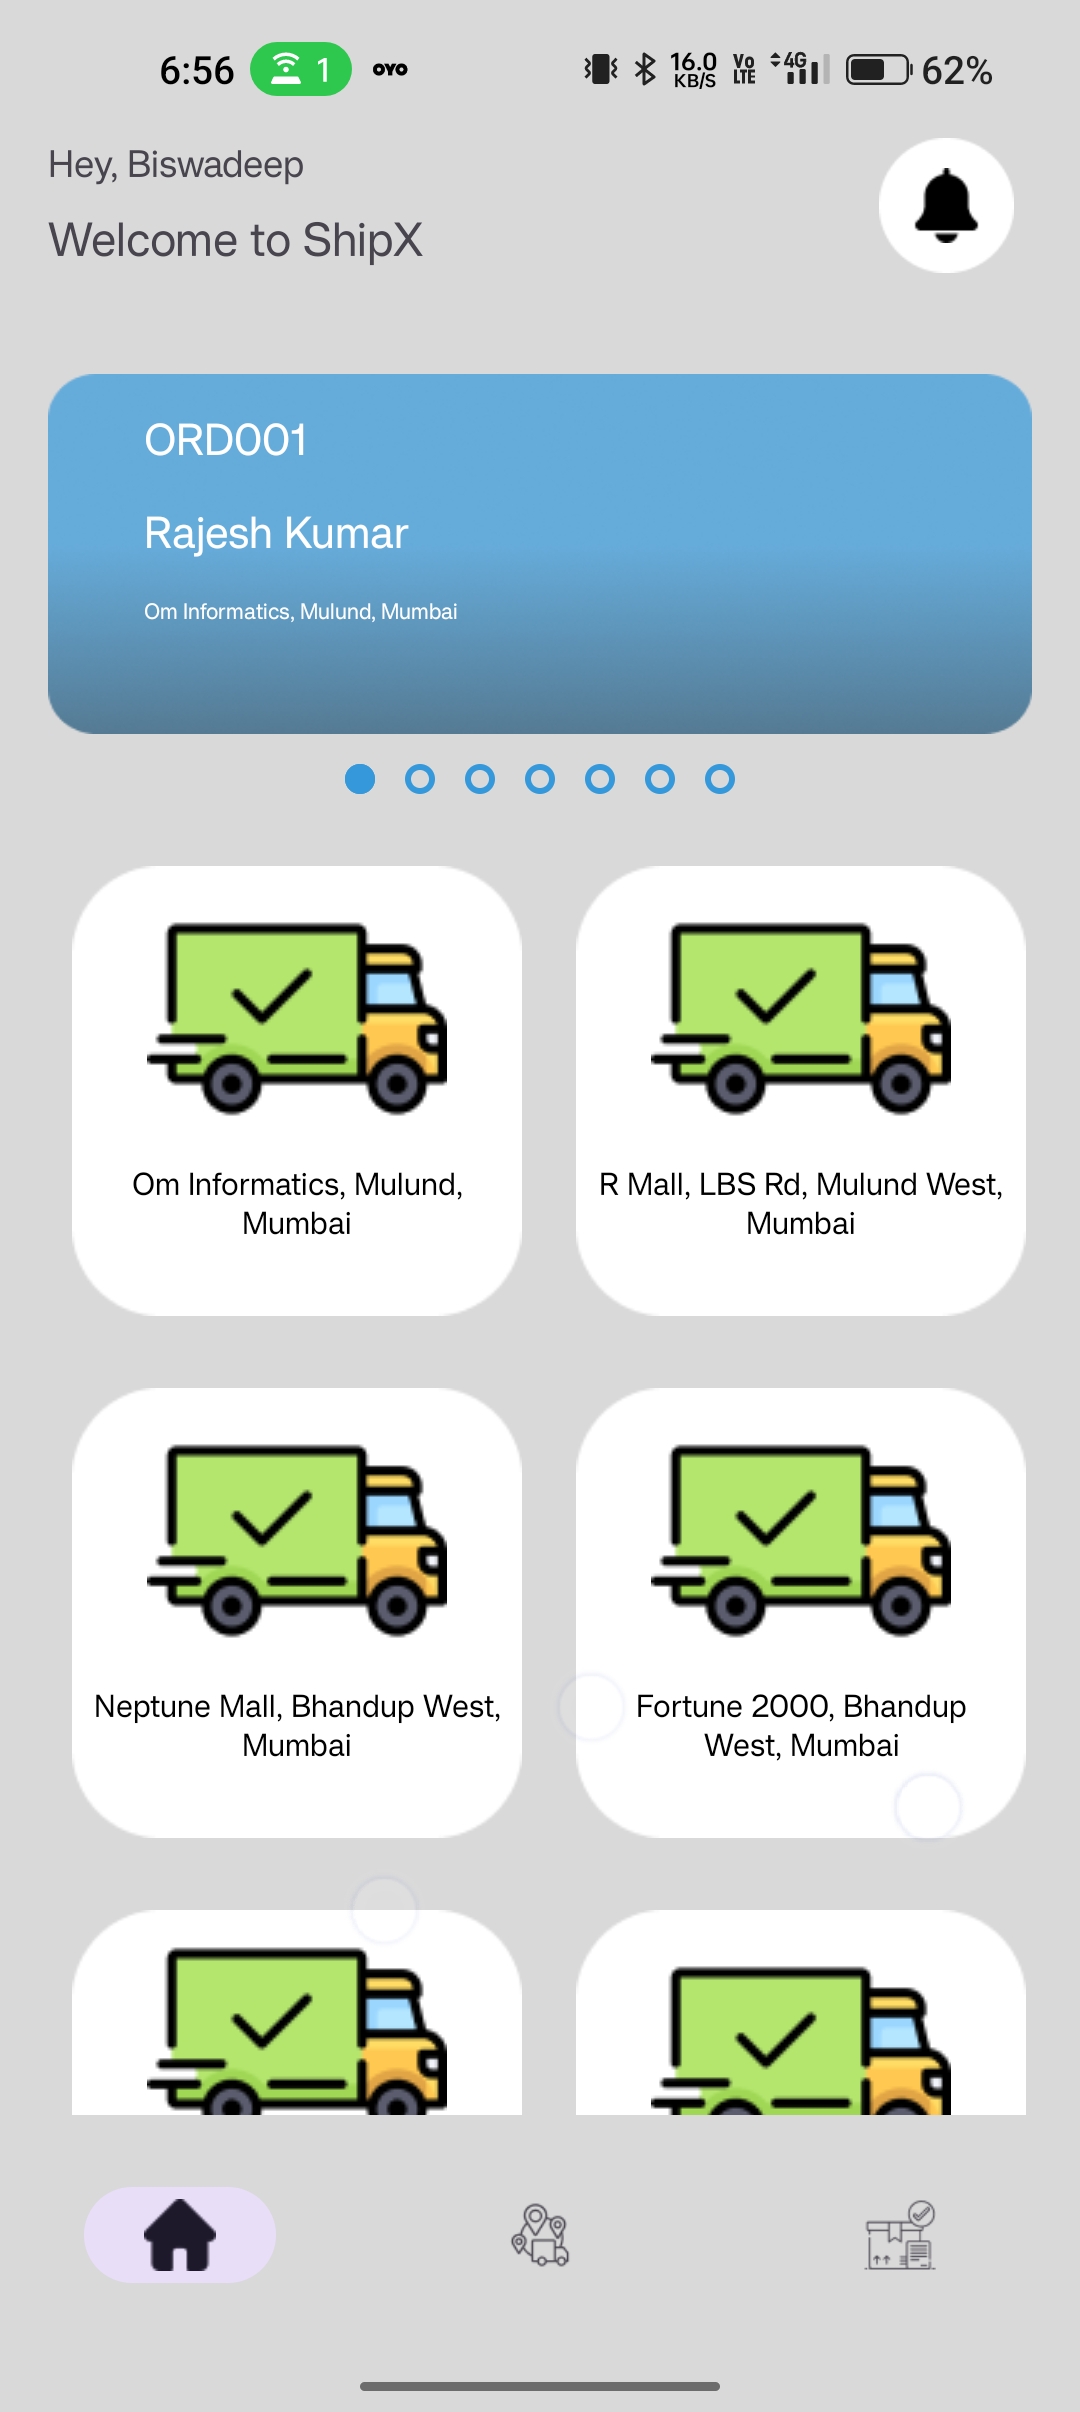 6:56 1 OYO 16.0 KB/S Vo LTE 4G 62%
Hey, Biswadeep
Welcome to ShipX
ORD001
Rajesh Kumar
Om Informatics, Mulund, Mumbai
Om Informatics, Mulund,
Mumbai
R Mall, LBS Rd, Mulund West,
Mumbai
Neptune Mall, Bhandup West,
Mumbai
Fortune 2000, Bhandup
West, Mumbai